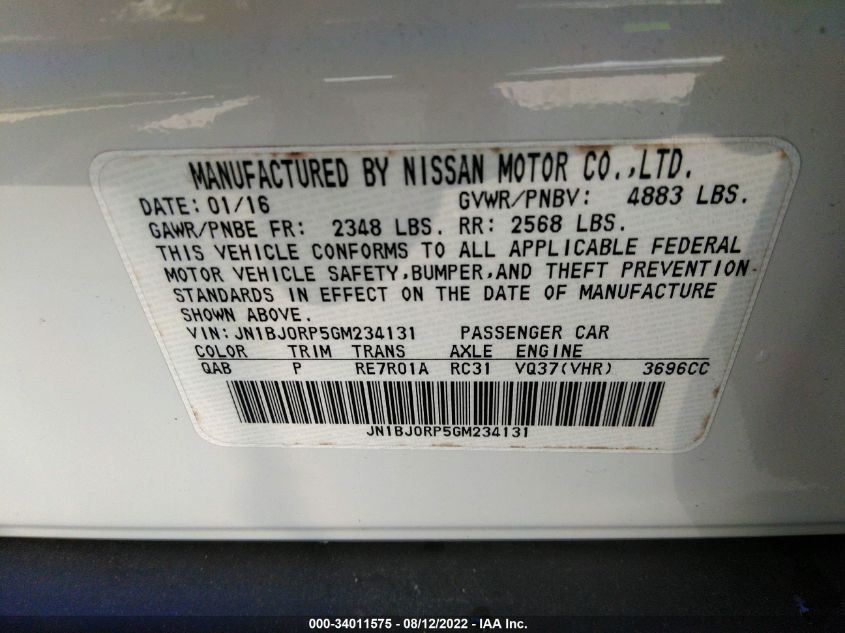 MANUFACTURED BY NISSAN MOTOR CO.,LTD.
DATE: 01/16 GVWR/PNBV: 4883 LBS.
GAWR/PNBE FR: 2348 LBS. RR: 2568 LBS.
THIS VEHICLE CONFORMS TO ALL APPLICABLE FEDERAL
MOTOR VEHICLE SAFETY,BUMPER,AND THEFT PREVENTION
STANDARDS IN EFFECT ON THE DATE OF MANUFACTURE
SHOWN ABOVE.
VIN: JN1BJ0RP5GM234131 PASSENGER CAR
COLOR TRIM TRANS AXLE ENGINE
QAB P RE7R01A RC31 VQ37(VHR) 3696CC
JN1BJ0RP5GM234131
000-34011575 - 08/12/2022 - IAA Inc.